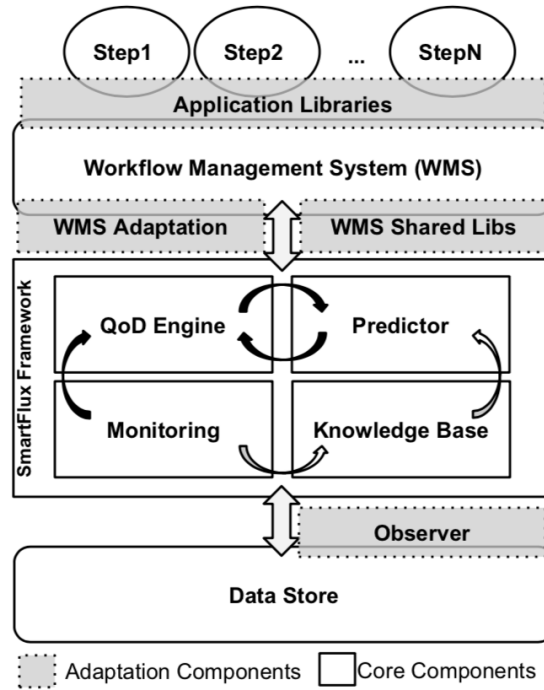 Step1 Step2 ... StepN
Application Libraries
Workflow Management System (WMS)
WMS Adaptation WMS Shared Libs
SmartFlux Framework
QoD Engine Predictor
Monitoring Knowledge Base
Observer
Data Store
Adaptation Components Core Components